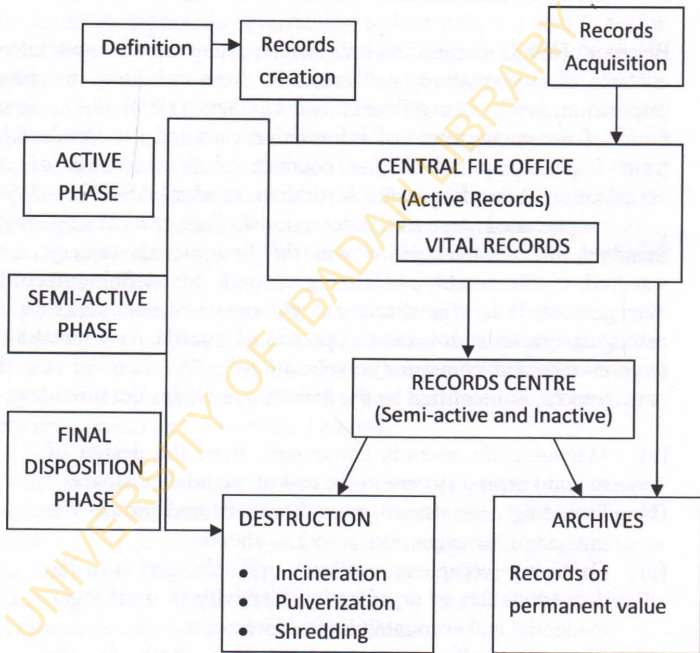 Definition
Records
creation
Records
Acquisition
ACTIVE
PHASE
CENTRAL FILE OFFICE
(Active Records)
VITAL RECORDS
SEMI-ACTIVE
PHASE
RECORDS CENTRE
(Semi-active and Inactive)
FINAL
DISPOSITION
PHASE
DESTRUCTION
• Incineration
• Pulverization
• Shredding
ARCHIVES
Records of
permanent value
UNIVERSITY OF IBADAN LIBRARY